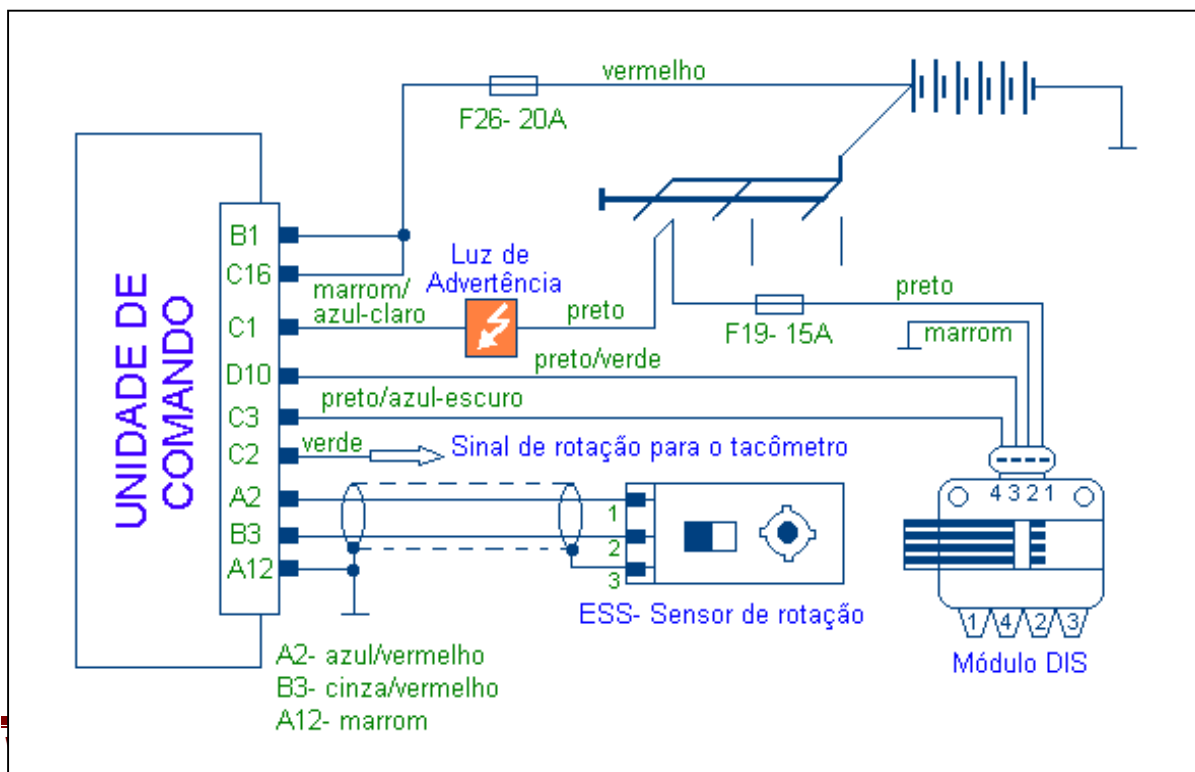 vermelho
F26- 20A
UNIDADE DE
COMANDO
B1
C16
C1
D10
C3
C2
A2
B3
A12
marrom/
azul-claro
Luz de
Advertência
preto
F19- 15A
preto
marrom
preto/verde
preto/azul-escuro
verde
Sinal de rotação para o tacômetro
1
2
3
ESS- Sensor de rotação
4 3 2 1
1 4 2 3
Módulo DIS
A2- azul/vermelho
B3- cinza/vermelho
A12- marrom